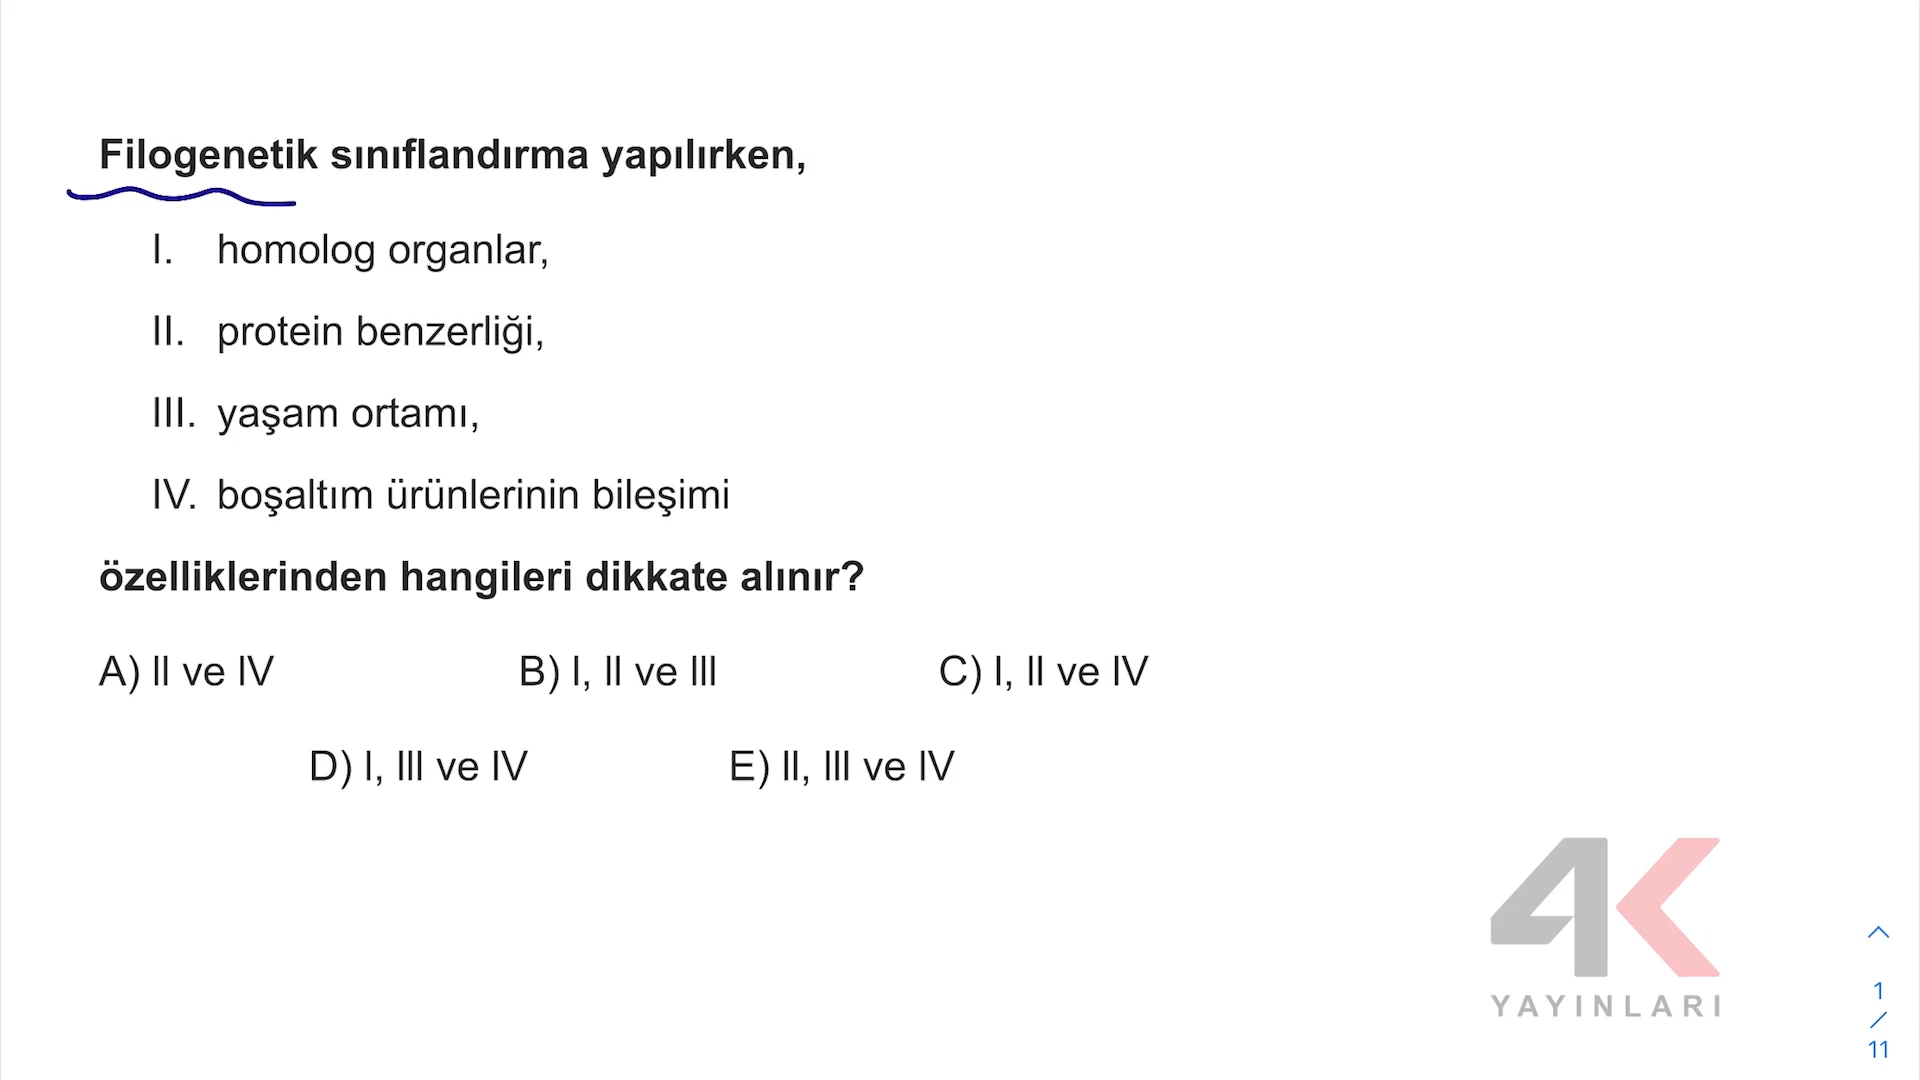 Filogenetik sınıflandırma yapılırken,
I. homolog organlar,
II. protein benzerliği,
III. yaşam ortamı,
IV. boşaltım ürünlerinin bileşimi
özelliklerinden hangileri dikkate alınır?
A) II ve IV B) I, II ve III C) I, II ve IV
D) I, III ve IV E) II, III ve IV
4K
YAYINLARI
1
/
11